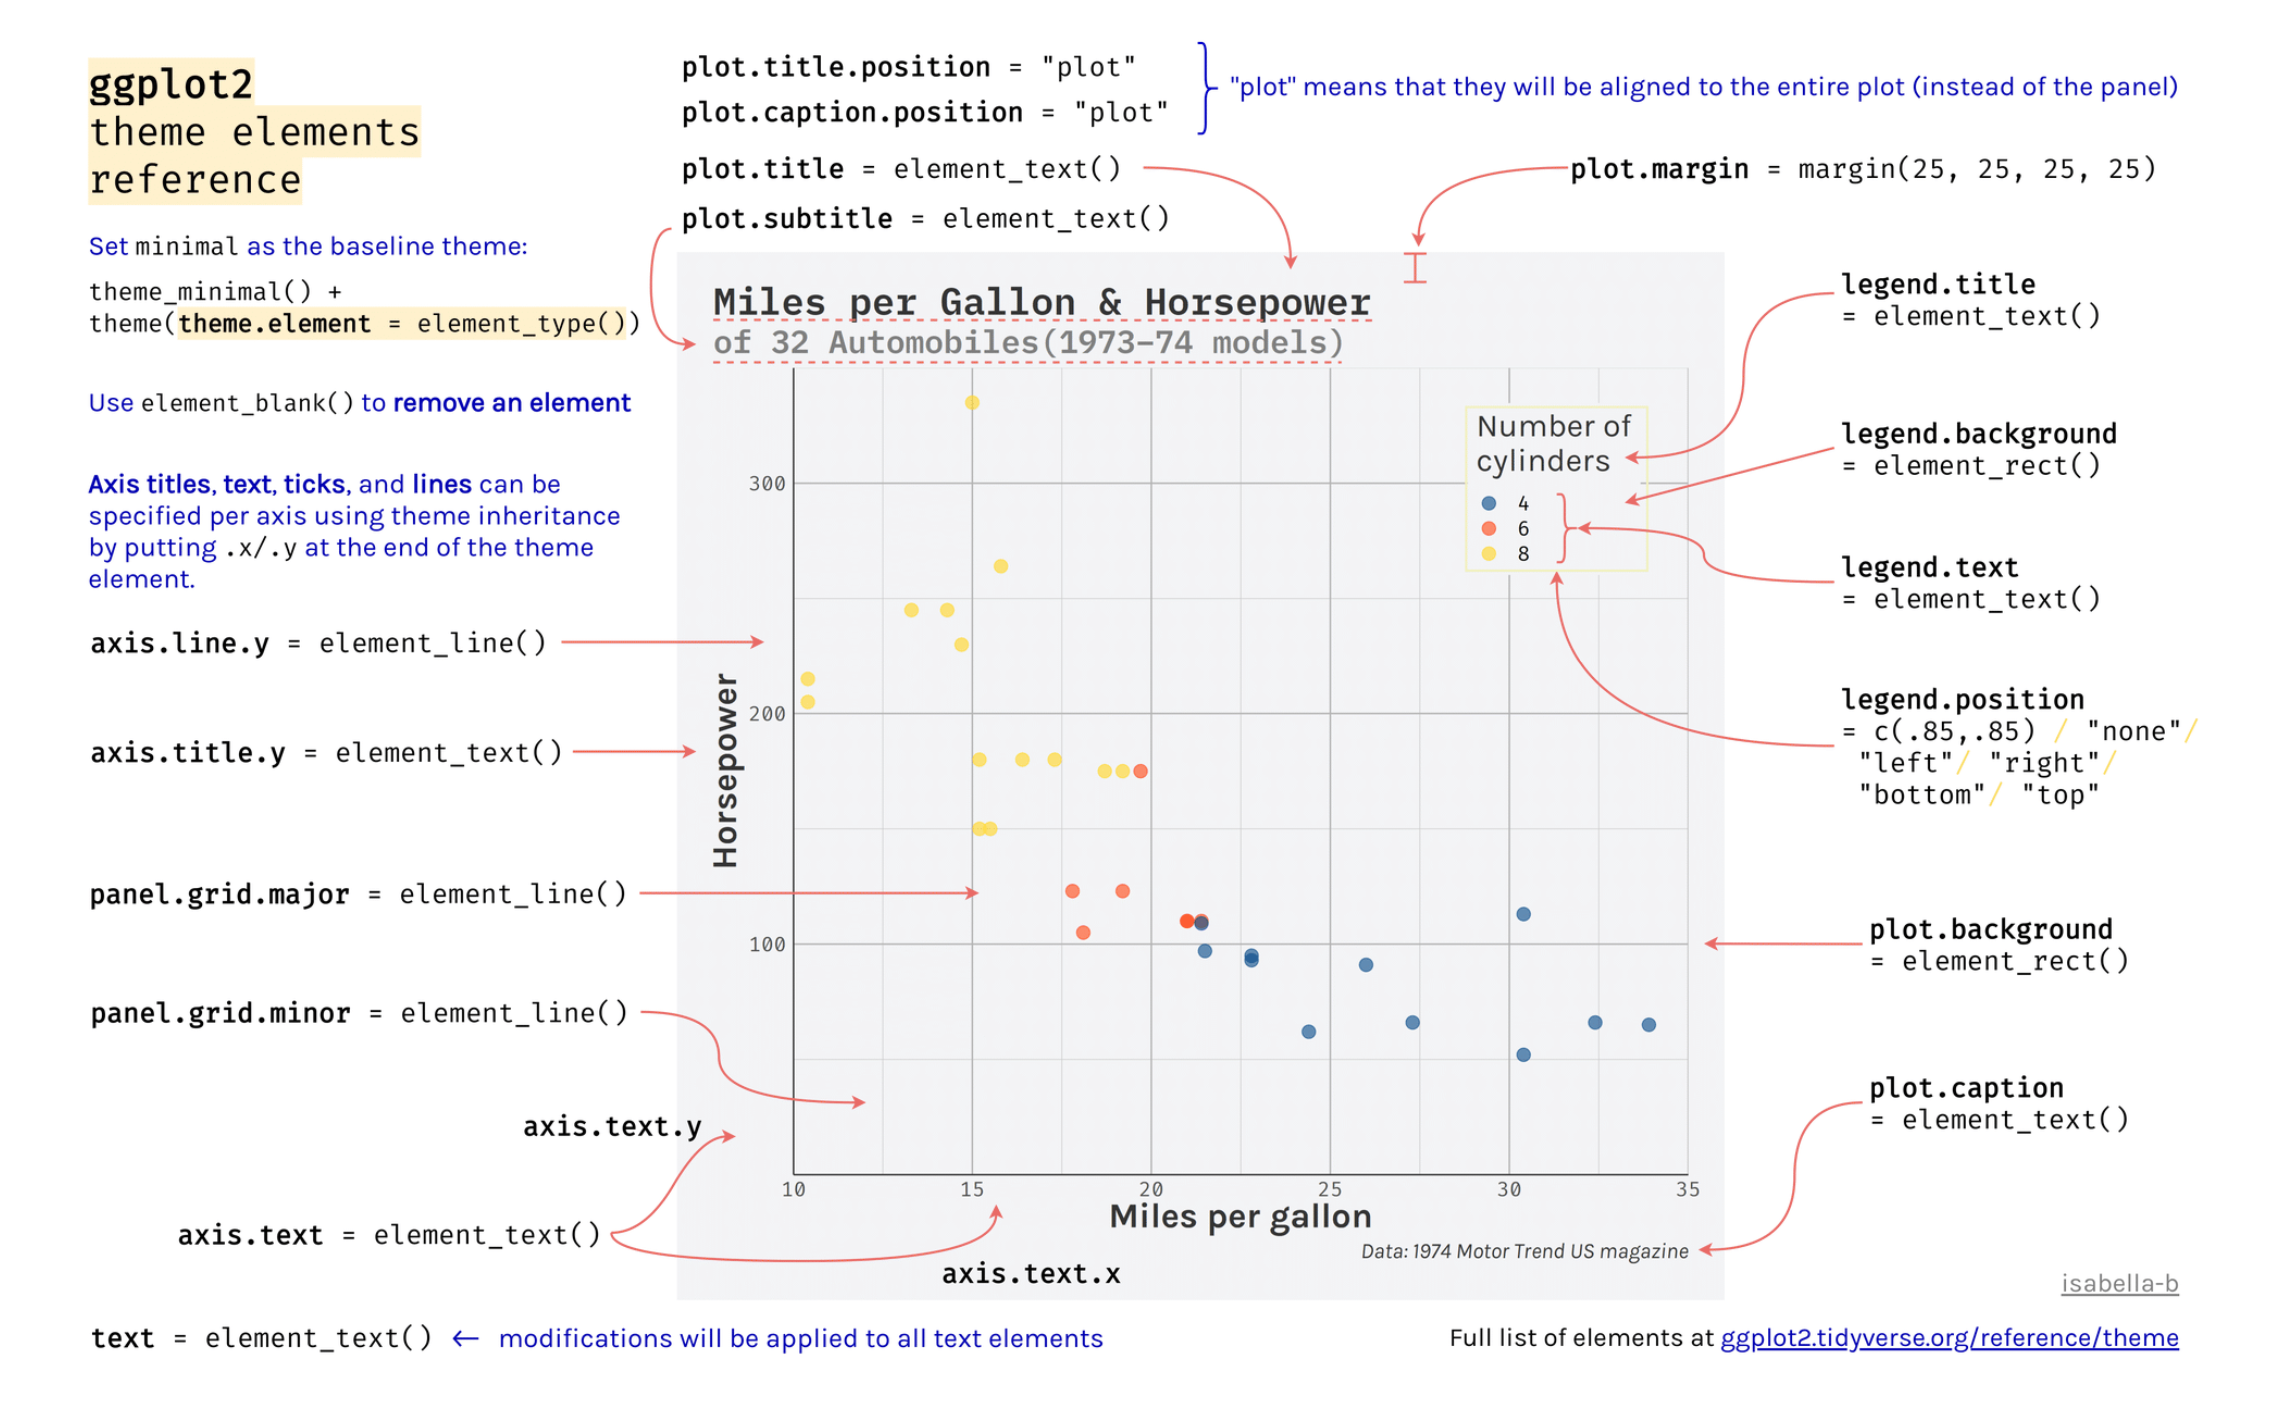 ggplot2
theme elements
reference
Set minimal as the baseline theme:
theme_minimal() +
theme(theme.element = element_type())
Use element_blank() to remove an element
Axis titles, text, ticks, and lines can be
specified per axis using theme inheritance
by putting .x/.y at the end of the theme
element.
axis.line.y = element_line()
axis.title.y = element_text()
panel.grid.major = element_line()
panel.grid.minor = element_line()
axis.text.y
axis.text = element_text()
axis.text.x
text = element_text() ← modifications will be applied to all text elements
plot.title.position = "plot"
plot.caption.position = "plot"
"plot" means that they will be aligned to the entire plot (instead of the panel)
plot.title = element_text()
plot.subtitle = element_text()
plot.margin = margin(25, 25, 25, 25)
Miles per Gallon & Horsepower
of 32 Automobiles(1973–74 models)
Number of
cylinders
4
6
8
300
200
100
Horsepower
10 15 20 25 30 35
Miles per gallon
Data: 1974 Motor Trend US magazine
legend.title
= element_text()
legend.background
= element_rect()
legend.text
= element_text()
legend.position
= c(.85,.85) / "none"/
"left"/ "right"/
"bottom"/ "top"
plot.background
= element_rect()
plot.caption
= element_text()
isabella-b
Full list of elements at ggplot2.tidyverse.org/reference/theme